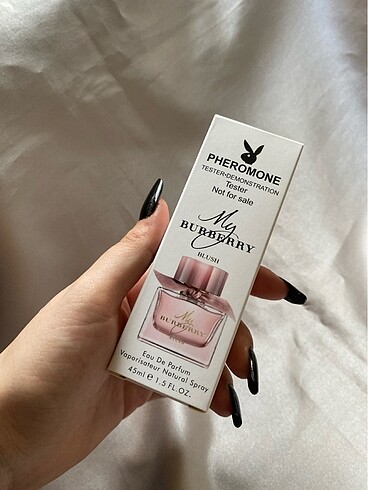 PHEROMONE
TESTER-DEMONSTRATION
Tester
Not for sale
My
BURBERRY
BLUSH
My
BURBERRY
BLUSH
Eau De Parfum
Vaporisateur Natural Spray
45ml e 1.5 FL.OZ.